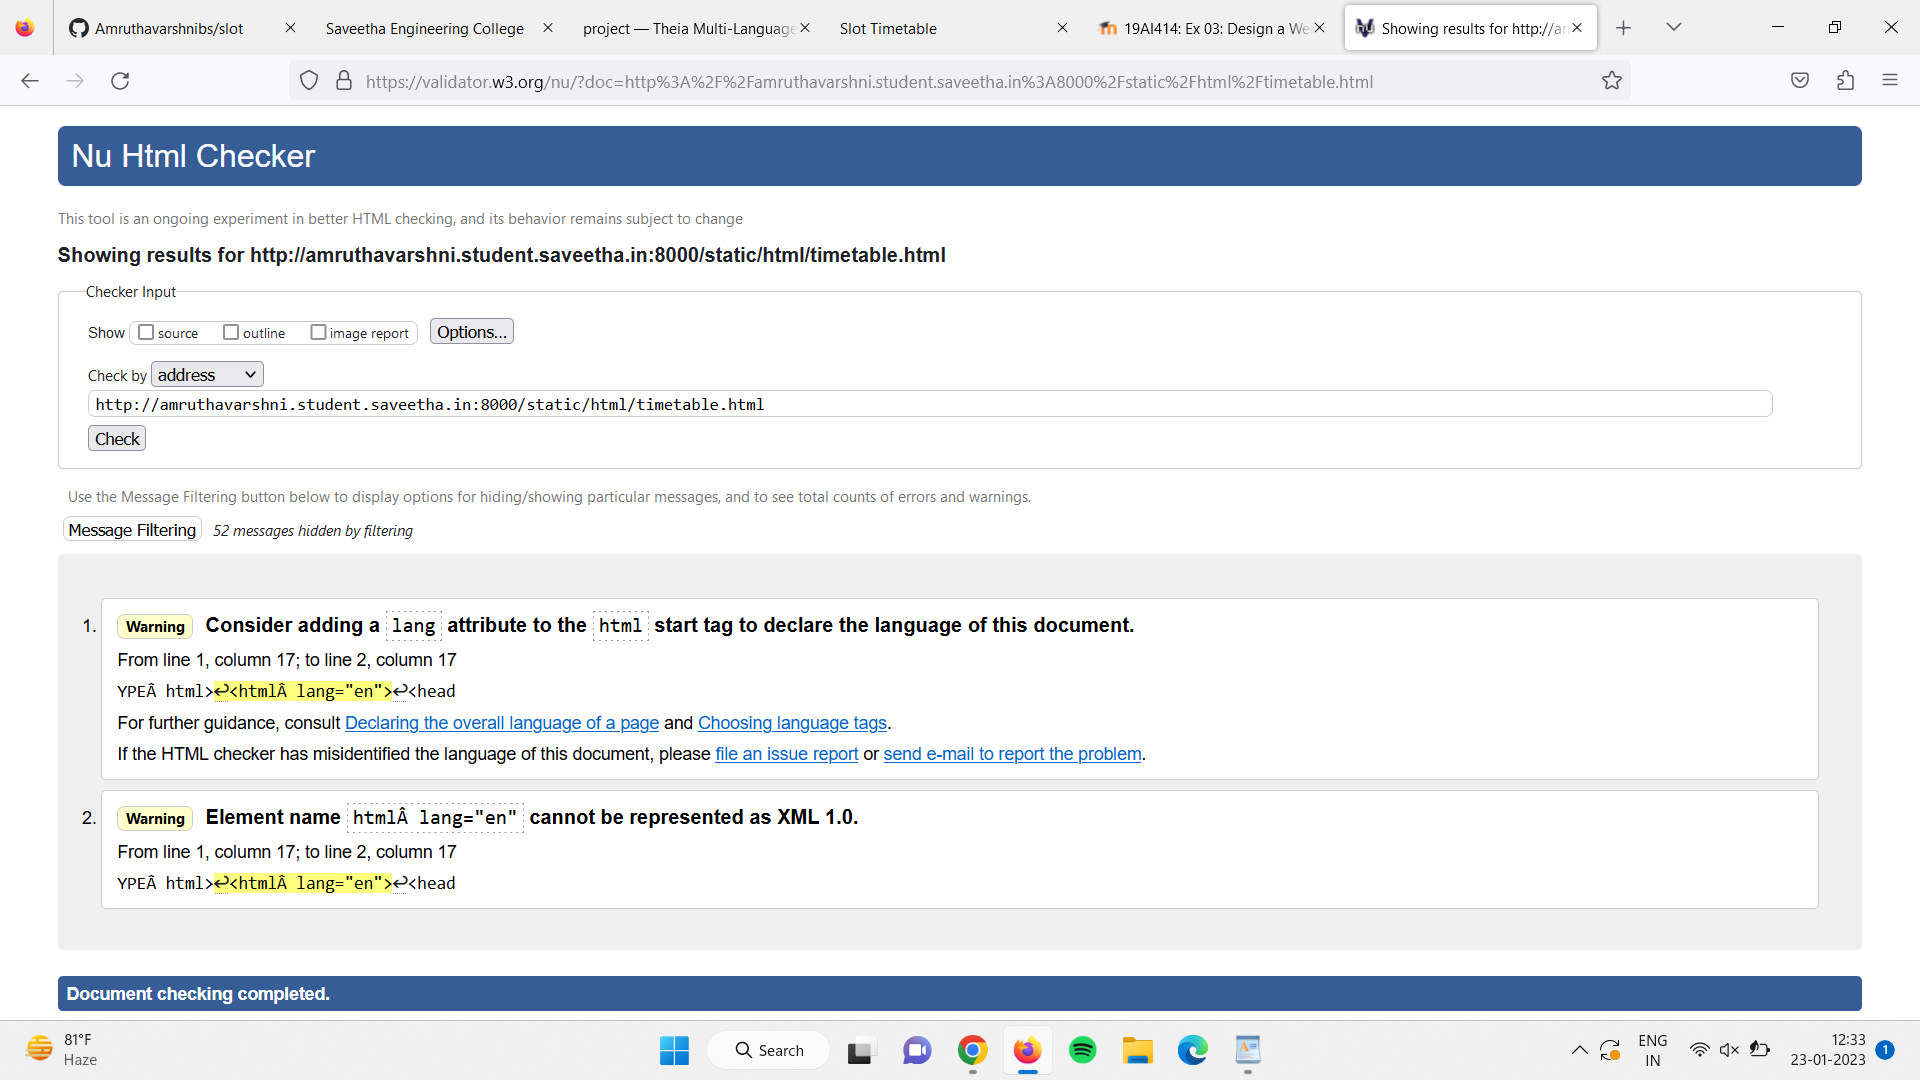 Amruthavarshnibs/slot
Saveetha Engineering College
project — Theia Multi-Language
Slot Timetable
19AI414: Ex 03: Design a We
Showing results for http://am
https://validator.w3.org/nu/?doc=http%3A%2F%2Famruthavarshni.student.saveetha.in%3A8000%2Fstatic%2Fhtml%2Ftimetable.html
Nu Html Checker
This tool is an ongoing experiment in better HTML checking, and its behavior remains subject to change
Showing results for http://amruthavarshni.student.saveetha.in:8000/static/html/timetable.html
Checker Input
Show source outline image report Options...
Check by address
http://amruthavarshni.student.saveetha.in:8000/static/html/timetable.html
Check
Use the Message Filtering button below to display options for hiding/showing particular messages, and to see total counts of errors and warnings.
Message Filtering 52 messages hidden by filtering
1. Warning Consider adding a lang attribute to the html start tag to declare the language of this document.
From line 1, column 17; to line 2, column 17
YPEÂ html>↩<htmlÂ lang="en">↩<head
For further guidance, consult Declaring the overall language of a page and Choosing language tags.
If the HTML checker has misidentified the language of this document, please file an issue report or send e-mail to report the problem.
2. Warning Element name htmlÂ lang="en" cannot be represented as XML 1.0.
From line 1, column 17; to line 2, column 17
YPEÂ html>↩<htmlÂ lang="en">↩<head
Document checking completed.
81°F
Haze
Search
ENG
IN
12:33
23-01-2023
1